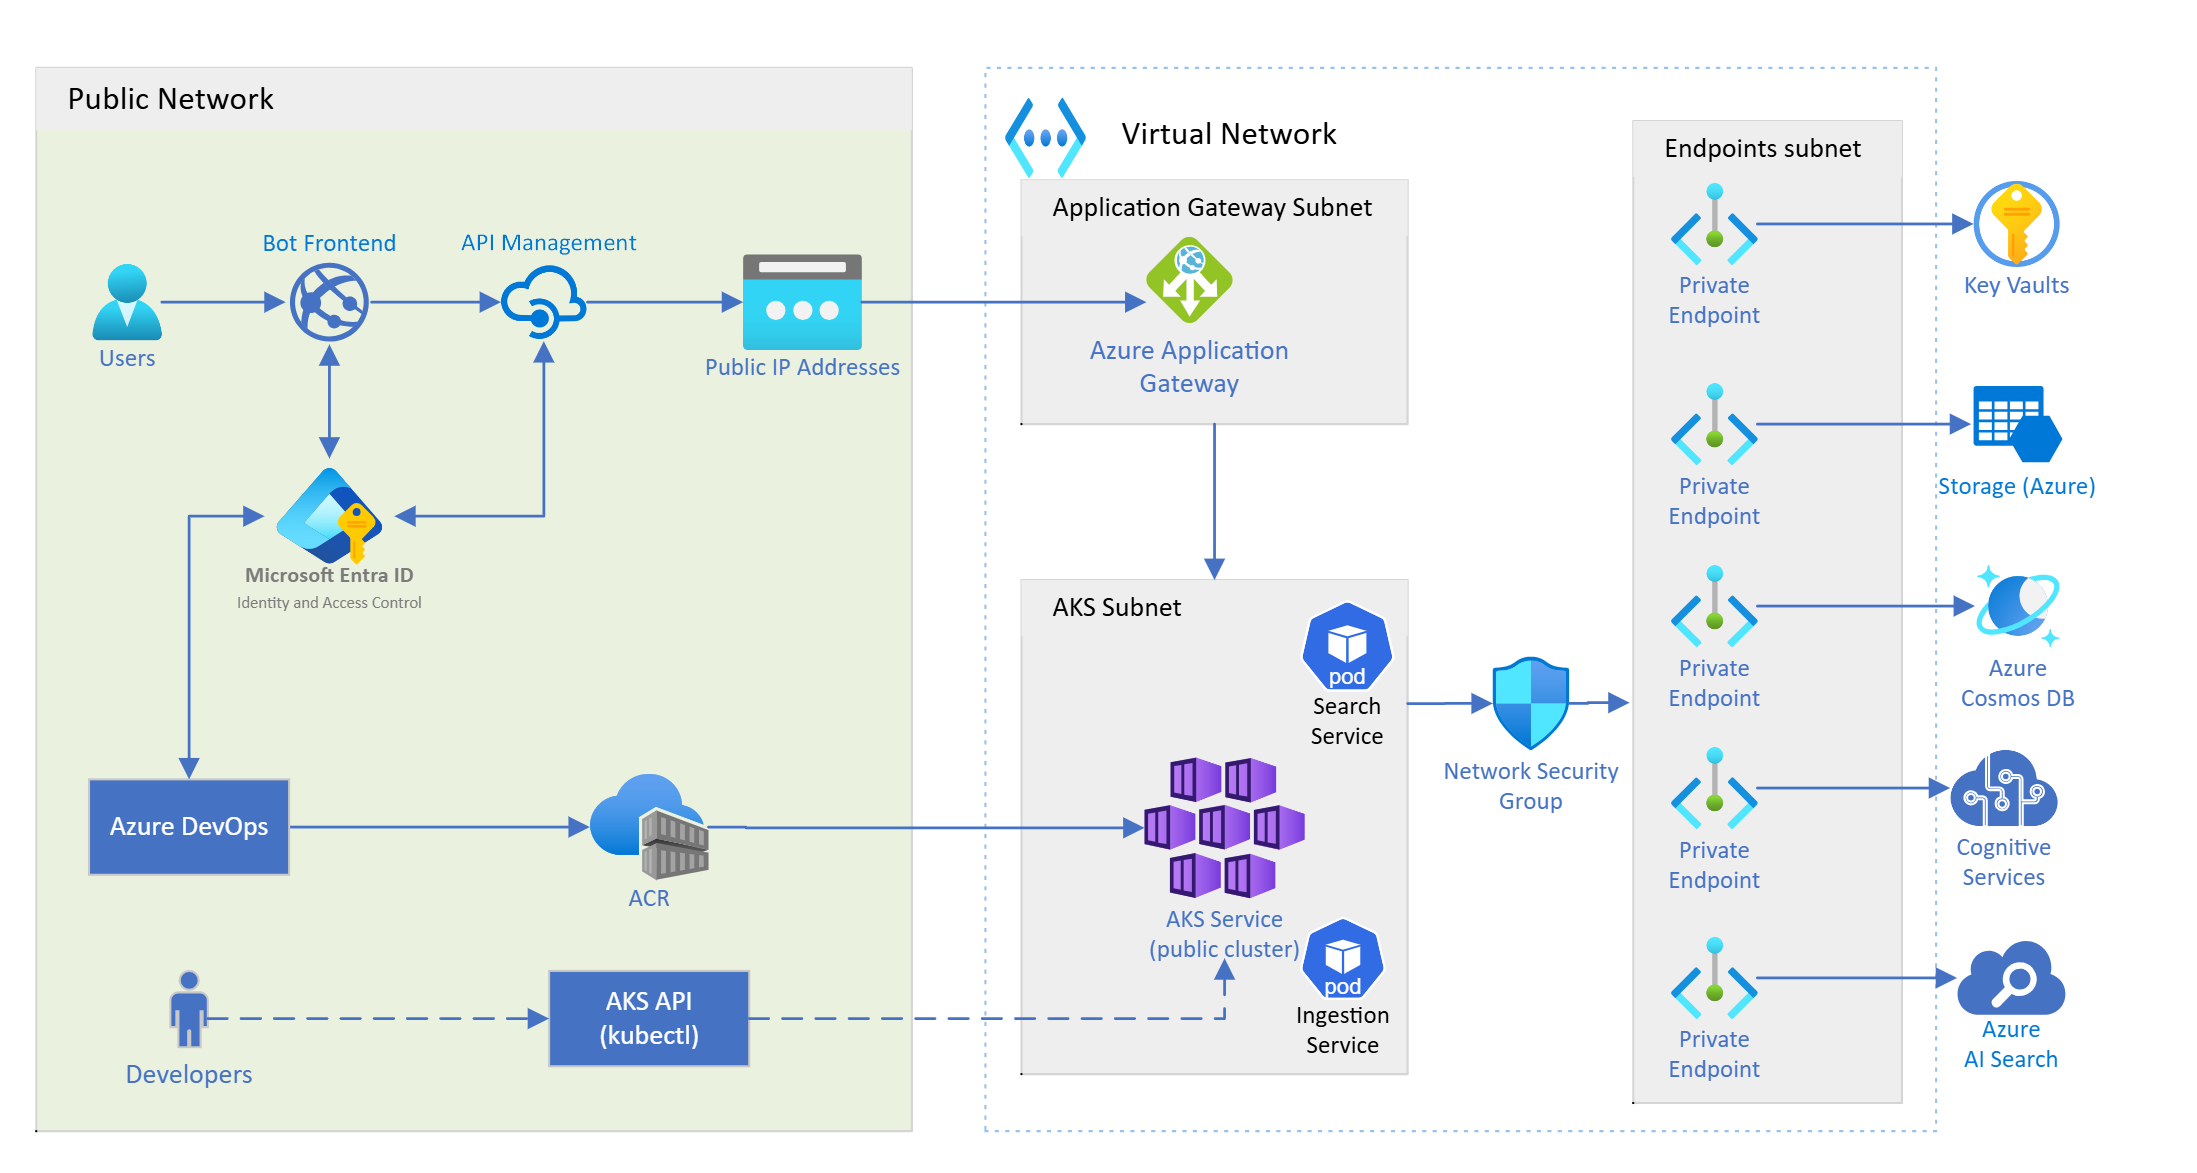 Public Network
Bot Frontend
API Management
Users
Public IP Addresses
Microsoft Entra ID
Identity and Access Control
Azure DevOps
ACR
AKS API
(kubectl)
Developers
Virtual Network
Application Gateway Subnet
Azure Application
Gateway
AKS Subnet
pod
Search
Service
AKS Service
(public cluster)
pod
Ingestion
Service
Network Security
Group
Endpoints subnet
Private
Endpoint
Key Vaults
Private
Endpoint
Storage (Azure)
Private
Endpoint
Azure
Cosmos DB
Private
Endpoint
Cognitive
Services
Private
Endpoint
Azure
AI Search